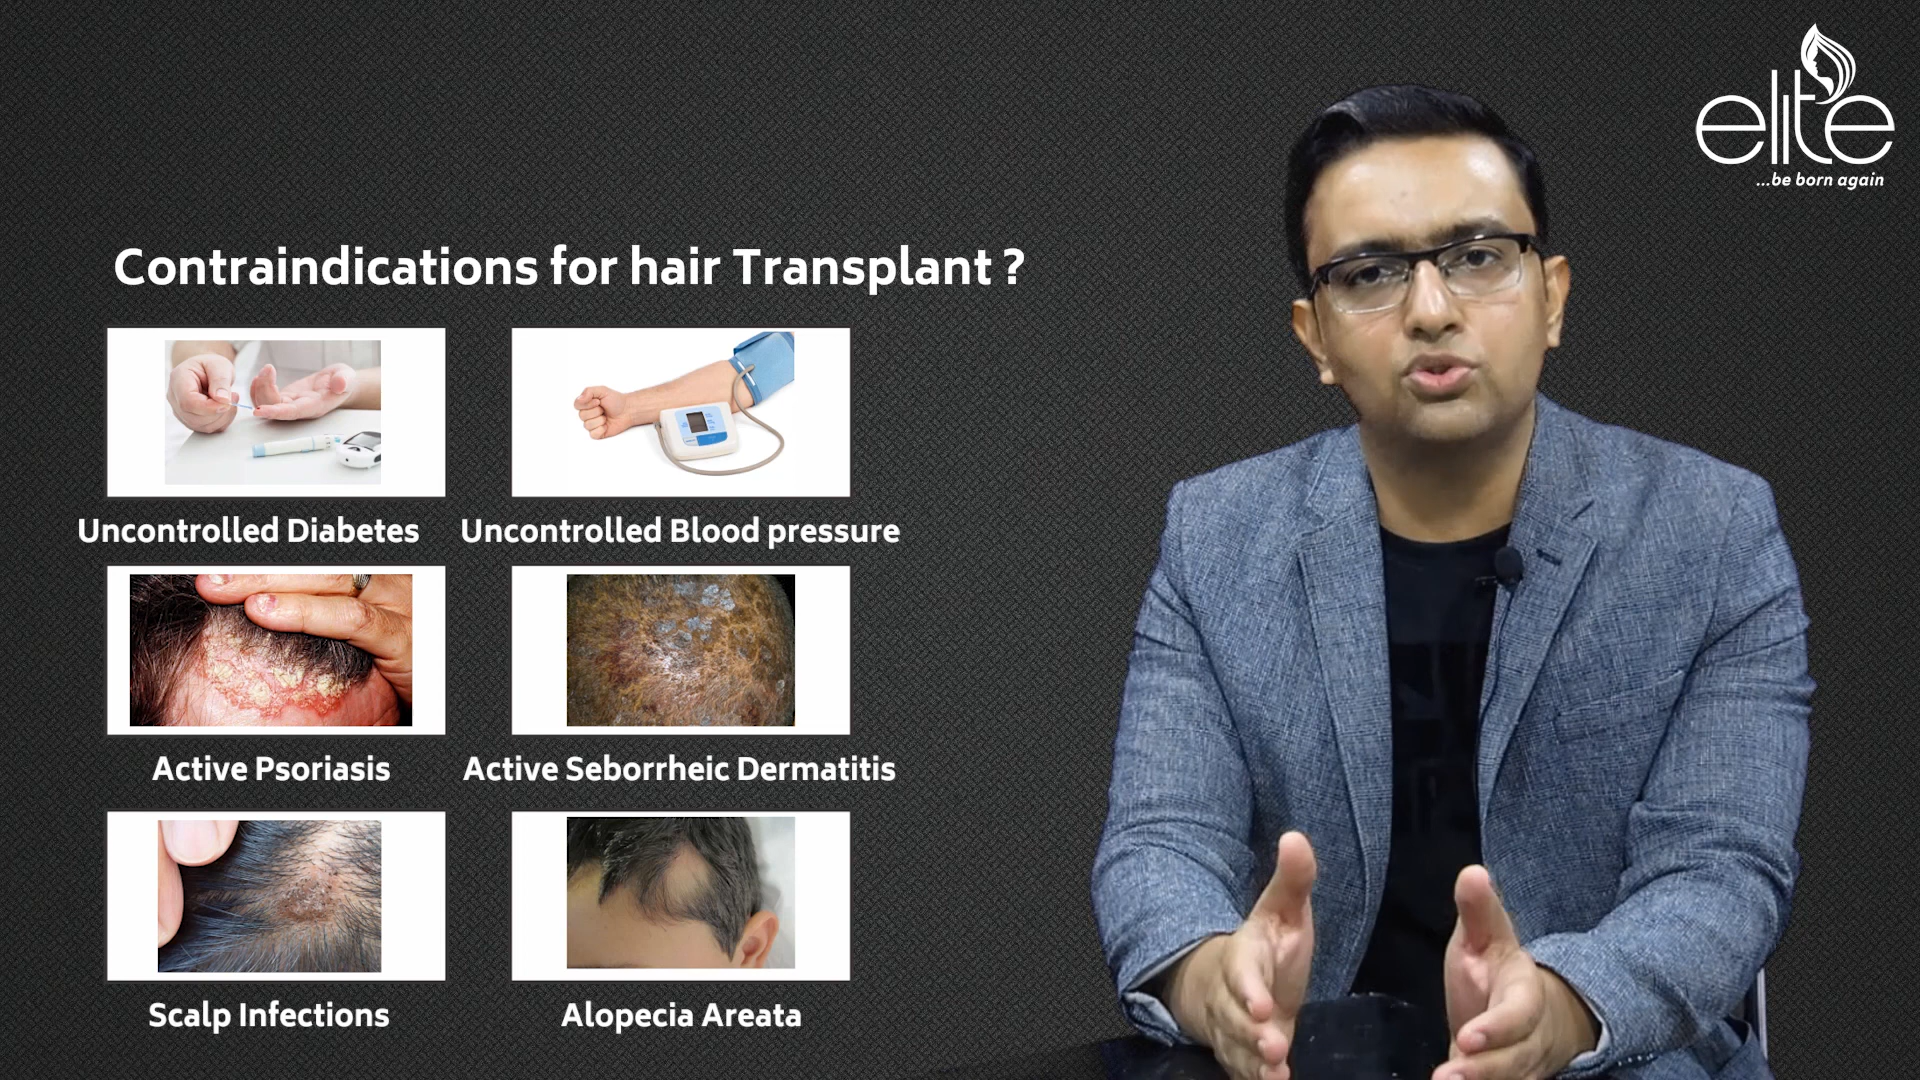 elite
...be born again
Contraindications for hair Transplant ?
Uncontrolled Diabetes
Uncontrolled Blood pressure
Active Psoriasis
Active Seborrheic Dermatitis
Scalp Infections
Alopecia Areata